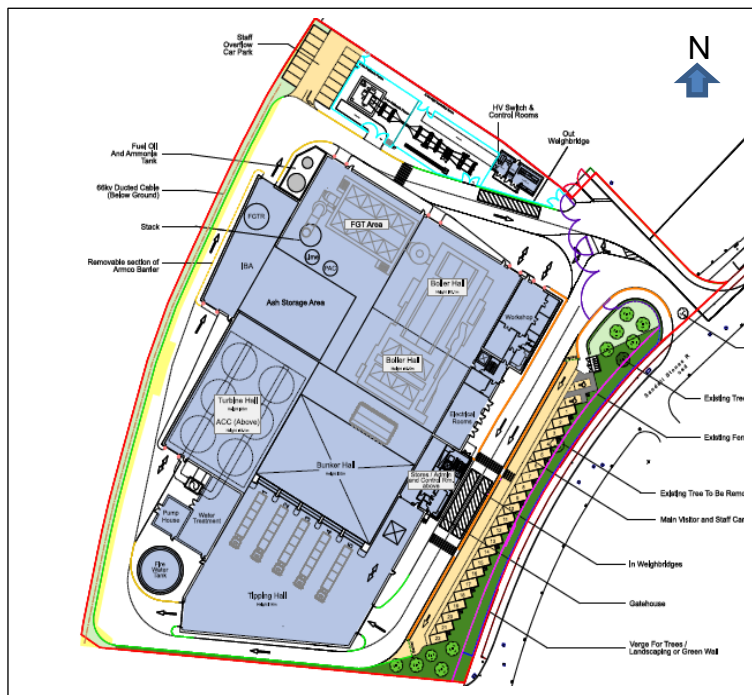 Staff
Overflow
Car Park
N
HV Switch &
Control Rooms
Out
Weighbridge
Fuel Oil
And Ammonia
Tank
66kv Ducted Cable
(Below Ground)
Stack
Removable section of
Armco Barrier
FGTR
IBA
FGT Area
Lime
PAC
Ash Storage Area
Boiler Hall
Workshop
Boiler Hall
Turbine Hall
ACC (Above)
Electrical
Rooms
Bunker Hall
Stores / Admin
and Control Rm.
above
Pump
House
Water
Treatment
Fire
Water
Tank
Tipping Hall
Existing Tree
Existing For
Existing Tree To Be Remo
Main Visitor and Staff Car
In Weighbridges
Gatehouse
Verge For Trees /
Landscaping or Green Wall